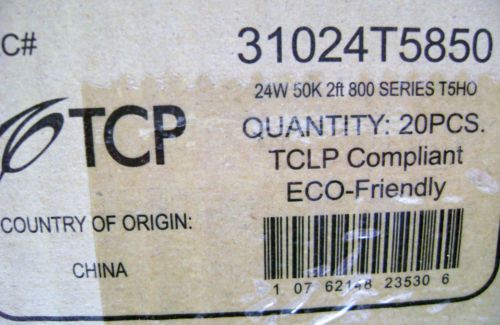 C# 31024T5850
24W 50K 2ft 800 SERIES T5HO
TCP
QUANTITY: 20PCS.
TCLP Compliant
ECO-Friendly
COUNTRY OF ORIGIN:
CHINA
1 07 62148 23530 6